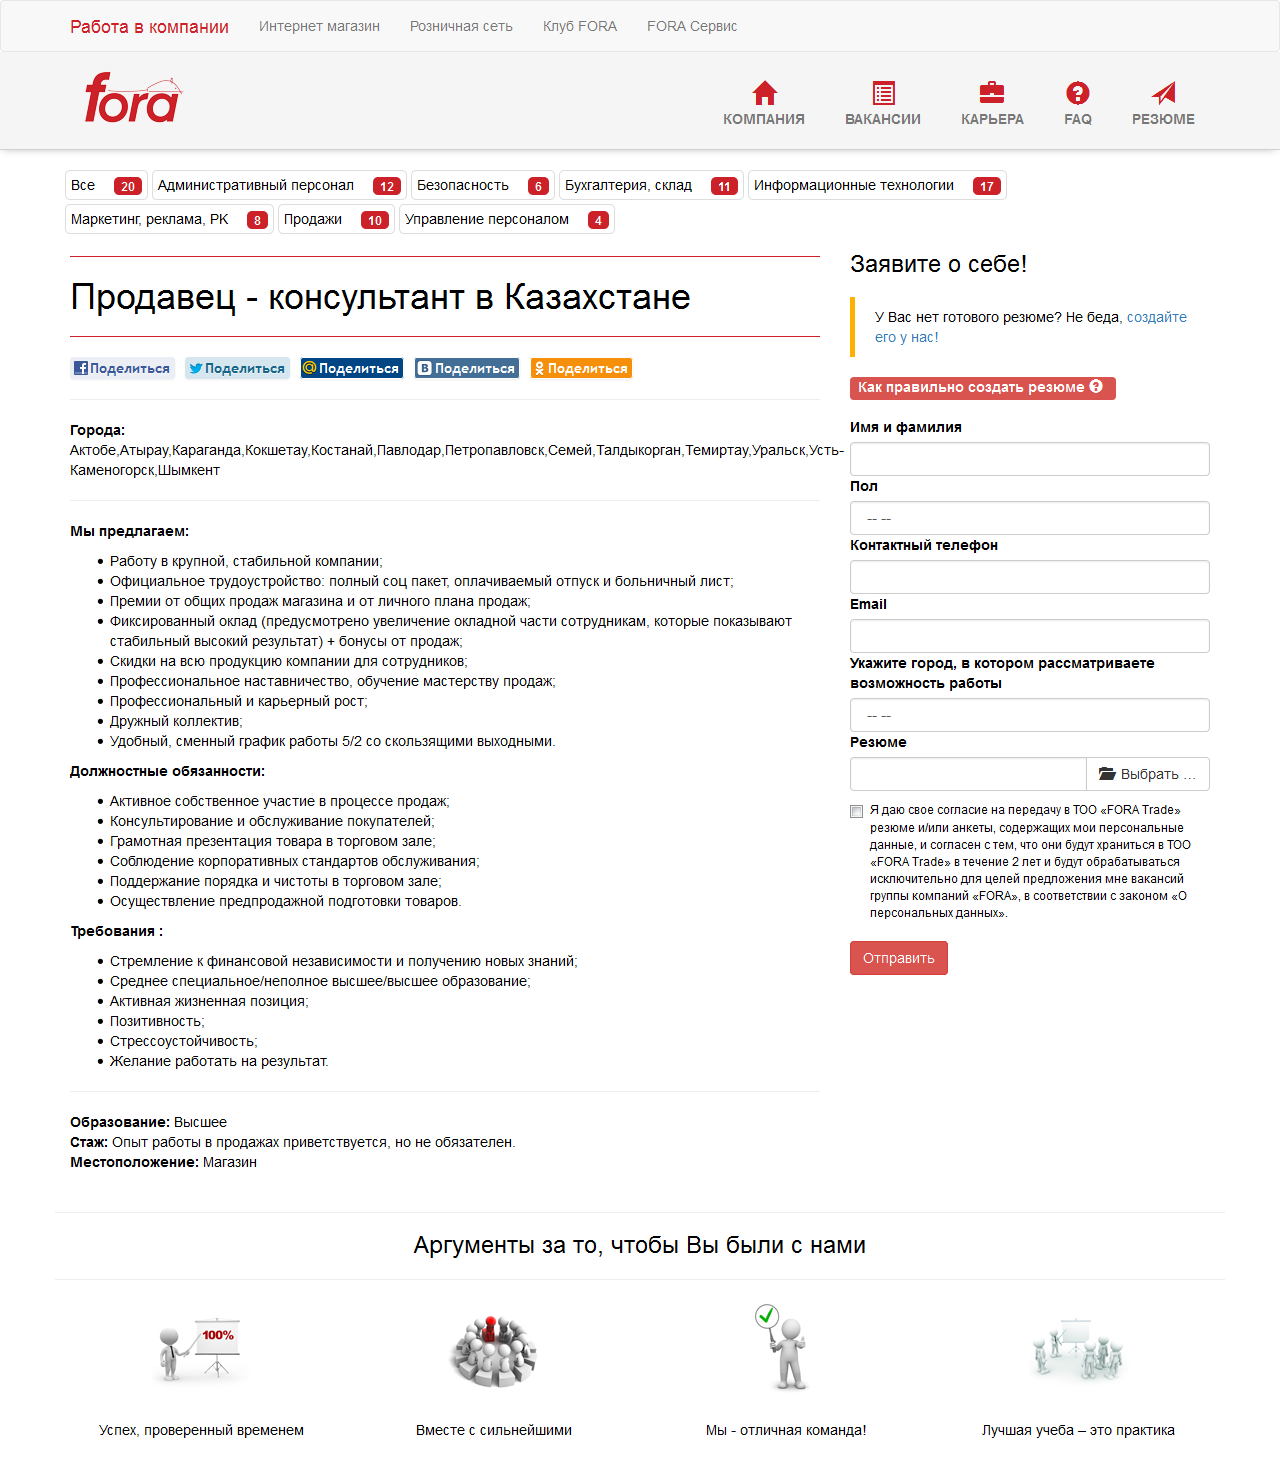 Работа в компании Интернет магазин Розничная сеть Клуб FORA FORA Сервис
fora
КОМПАНИЯ ВАКАНСИИ КАРЬЕРА FAQ РЕЗЮМЕ
Все 20 Административный персонал 12 Безопасность 6 Бухгалтерия, склад 11 Информационные технологии 17
Маркетинг, реклама, РК 8 Продажи 10 Управление персоналом 4
Продавец - консультант в Казахстане
Поделиться Поделиться Поделиться Поделиться Поделиться
Города:
Актобе,Атырау,Караганда,Кокшетау,Костанай,Павлодар,Петропавловск,Семей,Талдыкорган,Темиртау,Уральск,Усть-
Каменогорск,Шымкент
Мы предлагаем:
Работу в крупной, стабильной компании;
Официальное трудоустройство: полный соц пакет, оплачиваемый отпуск и больничный лист;
Премии от общих продаж магазина и от личного плана продаж;
Фиксированный оклад (предусмотрено увеличение окладной части сотрудникам, которые показывают
стабильный высокий результат) + бонусы от продаж;
Скидки на всю продукцию компании для сотрудников;
Профессиональное наставничество, обучение мастерству продаж;
Профессиональный и карьерный рост;
Дружный коллектив;
Удобный, сменный график работы 5/2 со скользящими выходными.
Должностные обязанности:
Активное собственное участие в процессе продаж;
Консультирование и обслуживание покупателей;
Грамотная презентация товара в торговом зале;
Соблюдение корпоративных стандартов обслуживания;
Поддержание порядка и чистоты в торговом зале;
Осуществление предпродажной подготовки товаров.
Требования :
Стремление к финансовой независимости и получению новых знаний;
Среднее специальное/неполное высшее/высшее образование;
Активная жизненная позиция;
Позитивность;
Стрессоустойчивость;
Желание работать на результат.
Образование: Высшее
Стаж: Опыт работы в продажах приветствуется, но не обязателен.
Местоположение: Магазин
Заявите о себе!
У Вас нет готового резюме? Не беда, создайте
его у нас!
Как правильно создать резюме
Имя и фамилия
Пол
-- --
Контактный телефон
Email
Укажите город, в котором рассматриваете
возможность работы
-- --
Резюме
Выбрать ...
Я даю свое согласие на передачу в ТОО «FORA Trade»
резюме и/или анкеты, содержащих мои персональные
данные, и согласен с тем, что они будут храниться в ТОО
«FORA Trade» в течение 2 лет и будут обрабатываться
исключительно для целей предложения мне вакансий
группы компаний «FORA», в соответствии с законом «О
персональных данных».
Отправить
Аргументы за то, чтобы Вы были с нами
100%
Успех, проверенный временем Вместе с сильнейшими Мы - отличная команда! Лучшая учеба – это практика